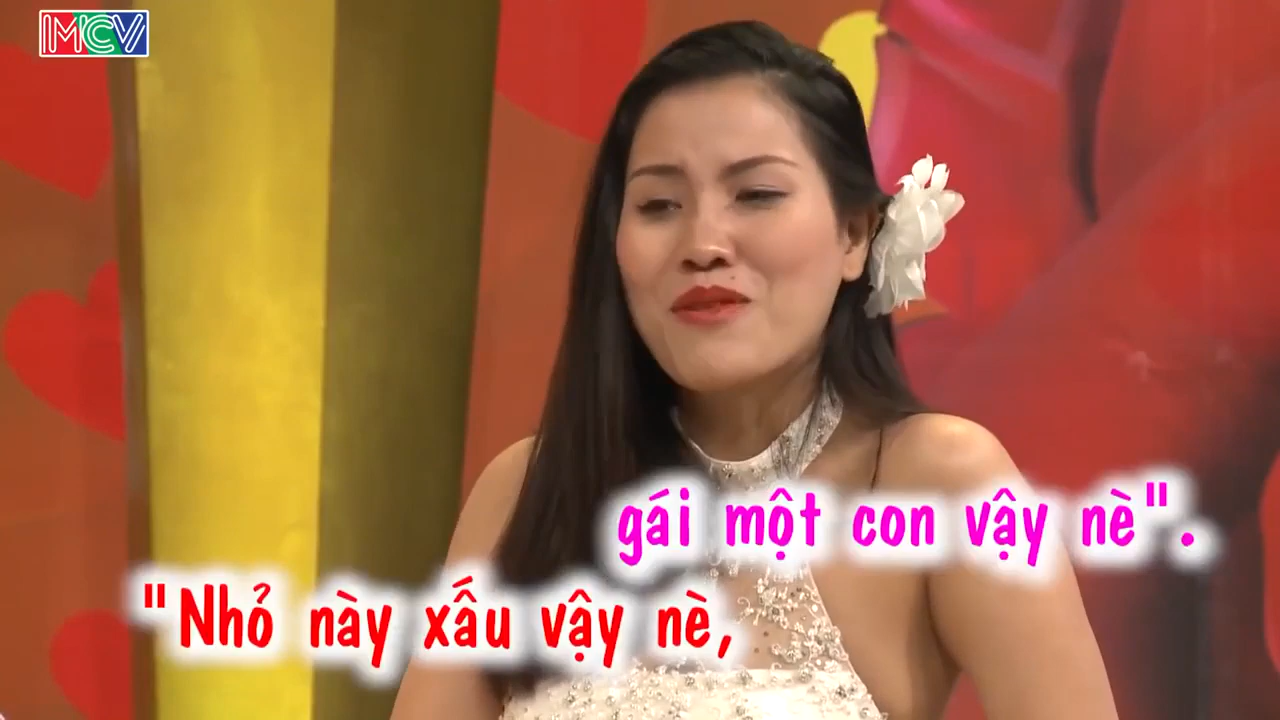 MCV
"Nhỏ này xấu vậy nè,
gái một con vậy nè".